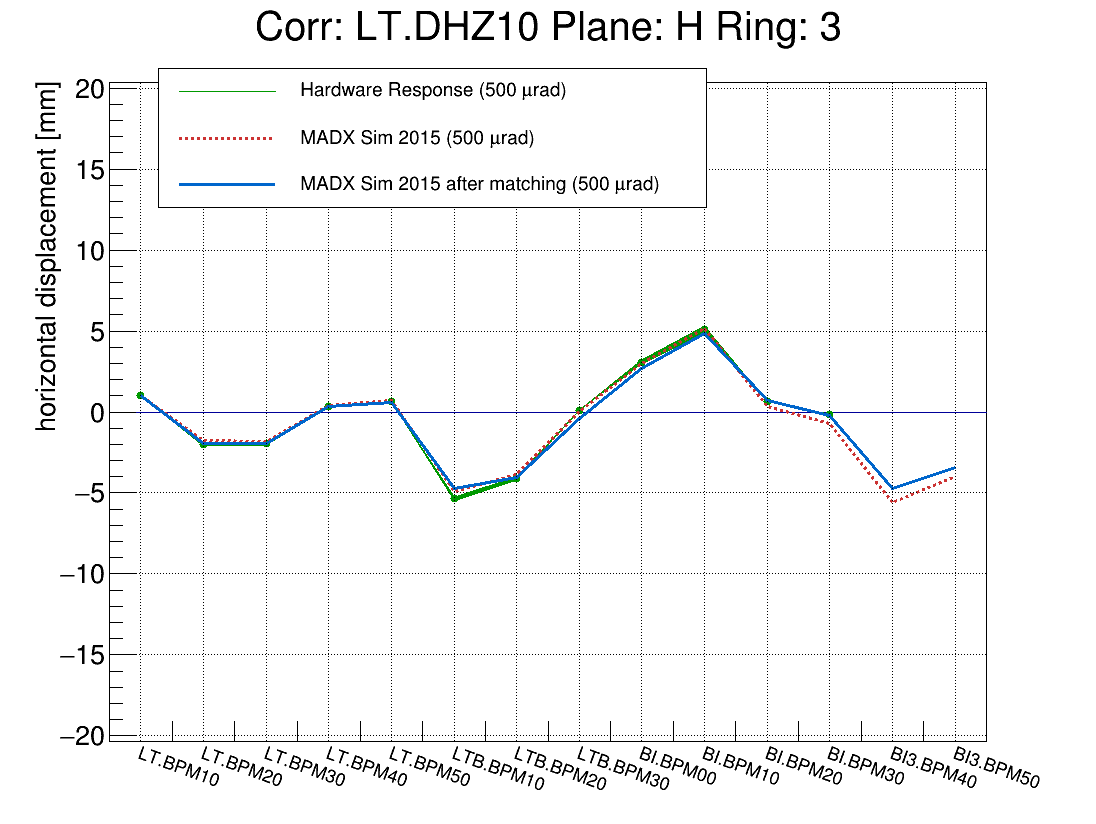 Corr: LT.DHZ10 Plane: H Ring: 3
horizontal displacement [mm]
Hardware Response (500 μrad)
MADX Sim 2015 (500 μrad)
MADX Sim 2015 after matching (500 μrad)
20
15
10
5
0
−5
−10
−15
−20
LT.BPM10
LT.BPM20
LT.BPM30
LT.BPM40
LT.BPM50
LTB.BPM10
LTB.BPM20
LTB.BPM30
BI.BPM00
BI.BPM10
BI.BPM20
BI.BPM30
BI3.BPM40
BI3.BPM50